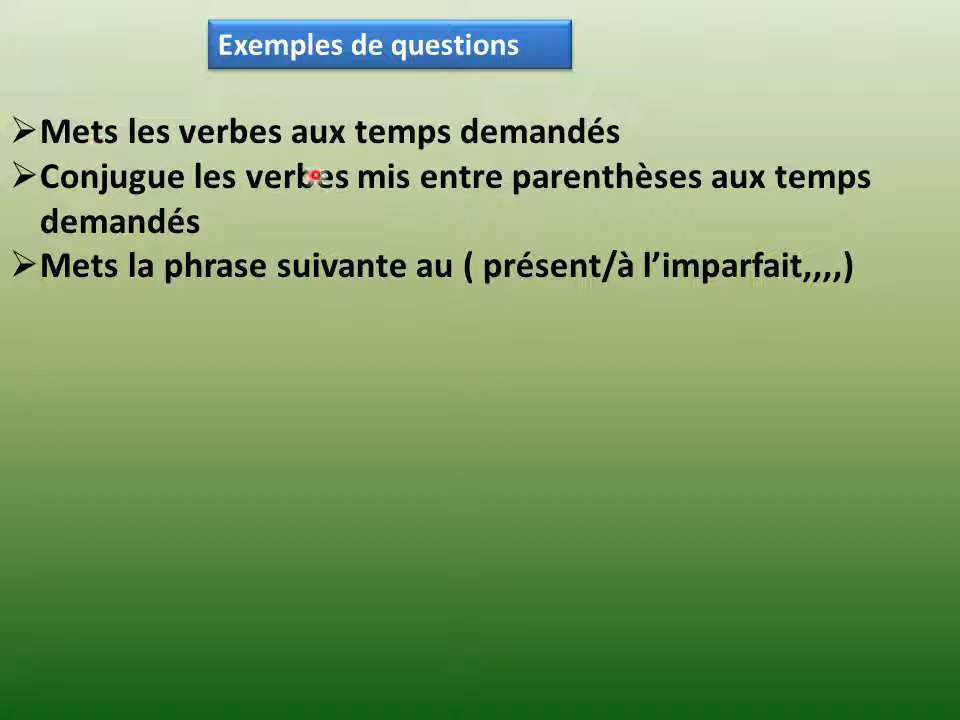 Exemples de questions
➢Mets les verbes aux temps demandés
➢Conjugue les verbes mis entre parenthèses aux temps
demandés
➢Mets la phrase suivante au ( présent/à l’imparfait,,,,)